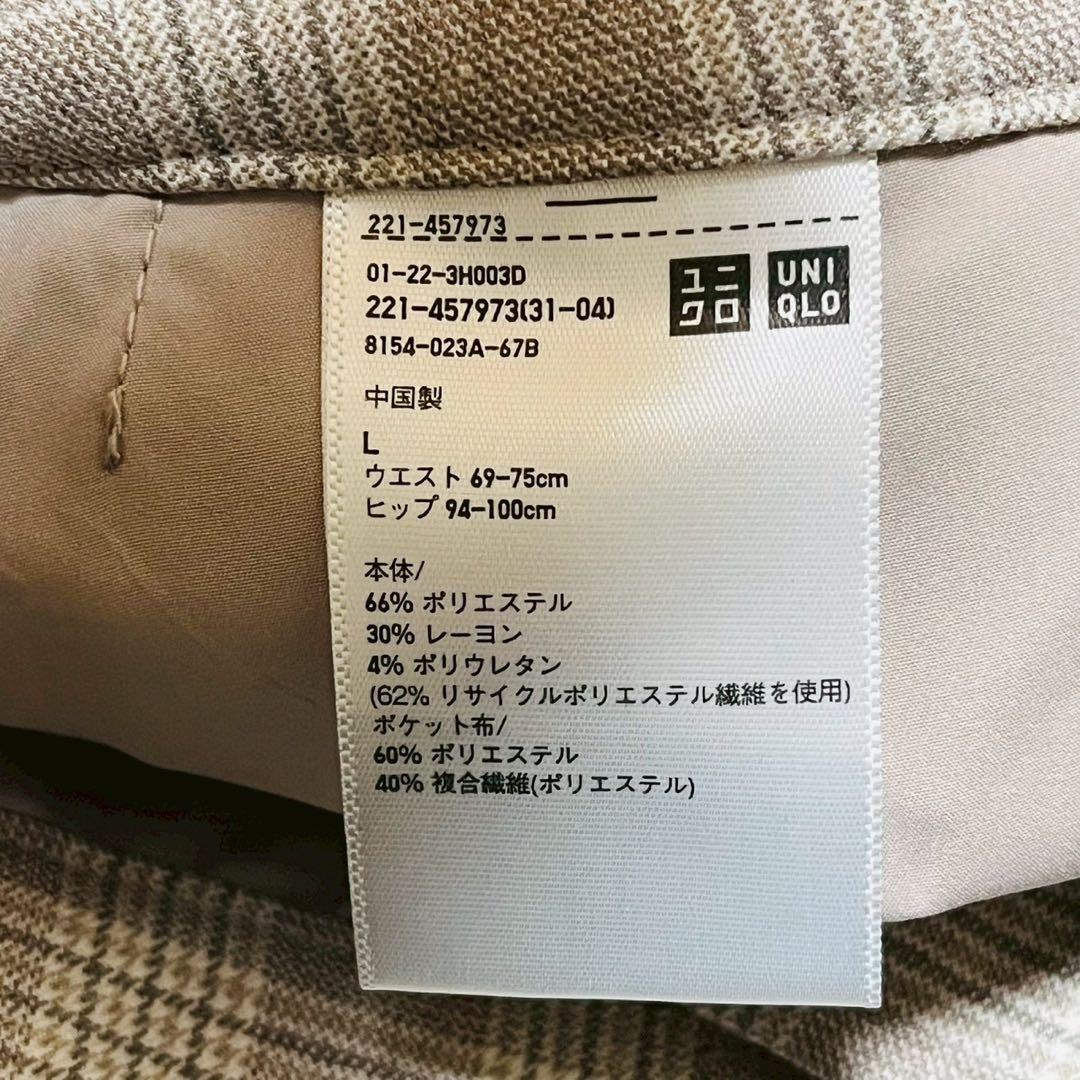 221-457973
01-22-3H003D
221-457973(31-04)
8154-023A-67B
ユニ
クロ
UNI
QLO
中国製
L
ウエスト 69-75cm
ヒップ 94-100cm
本体/
66% ポリエステル
30% レーヨン
4% ポリウレタン
(62% リサイクルポリエステル繊維を使用)
ポケット布/
60% ポリエステル
40% 複合繊維(ポリエステル)